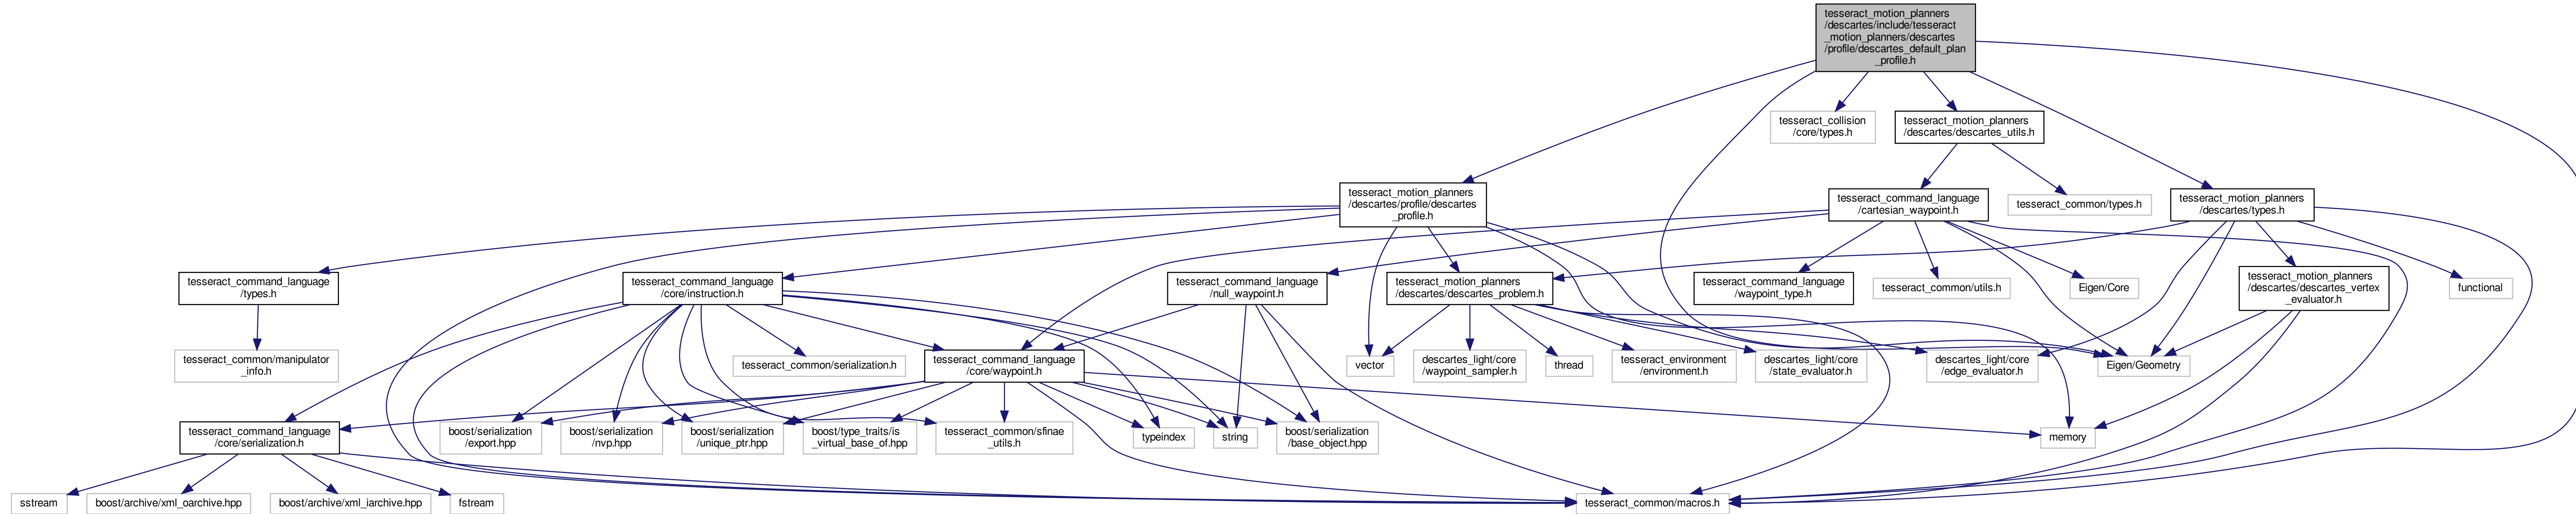 tesseract_motion_planners
/descartes/include/tesseract
_motion_planners/descartes
/profile/descartes_default_plan
_profile.h
tesseract_collision
/core/types.h
tesseract_motion_planners
/descartes/descartes_utils.h
tesseract_motion_planners
/descartes/profile/descartes
_profile.h
tesseract_command_language
/cartesian_waypoint.h
tesseract_common/types.h
tesseract_motion_planners
/descartes/types.h
tesseract_command_language
/types.h
tesseract_command_language
/core/instruction.h
tesseract_command_language
/null_waypoint.h
tesseract_motion_planners
/descartes/descartes_problem.h
tesseract_command_language
/waypoint_type.h
tesseract_common/utils.h
Eigen/Core
tesseract_motion_planners
/descartes/descartes_vertex
_evaluator.h
functional
tesseract_common/manipulator
_info.h
tesseract_common/serialization.h
tesseract_command_language
/core/waypoint.h
vector
descartes_light/core
/waypoint_sampler.h
thread
tesseract_environment
/environment.h
descartes_light/core
/state_evaluator.h
descartes_light/core
/edge_evaluator.h
Eigen/Geometry
tesseract_command_language
/core/serialization.h
boost/serialization
/export.hpp
boost/serialization
/nvp.hpp
boost/serialization
/unique_ptr.hpp
boost/type_traits/is
_virtual_base_of.hpp
tesseract_common/sfinae
_utils.h
typeindex
string
boost/serialization
/base_object.hpp
memory
sstream
boost/archive/xml_oarchive.hpp
boost/archive/xml_iarchive.hpp
fstream
tesseract_common/macros.h